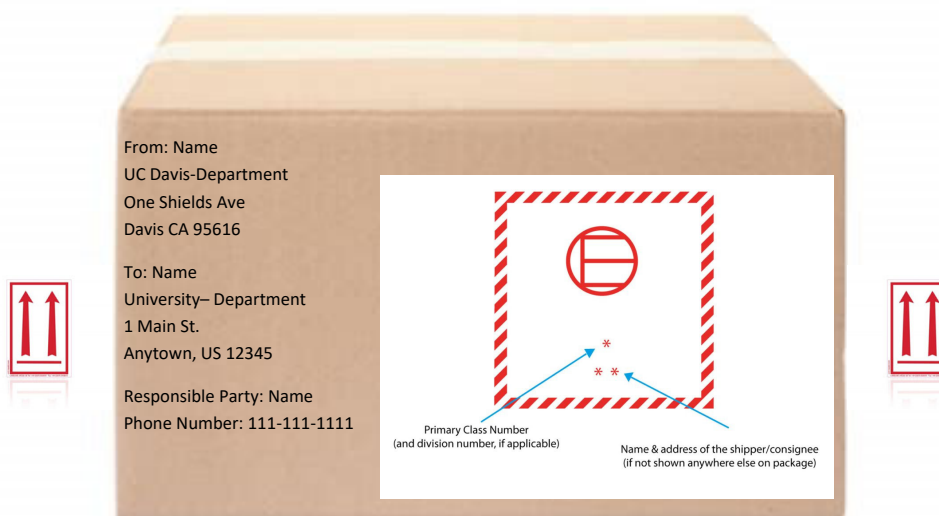 From: Name
UC Davis-Department
One Shields Ave
Davis CA 95616
To: Name
University– Department
1 Main St.
Anytown, US 12345
Responsible Party: Name
Phone Number: 111-111-1111
E
*
* *
Primary Class Number
(and division number, if applicable)
Name & address of the shipper/consignee
(if not shown anywhere else on package)